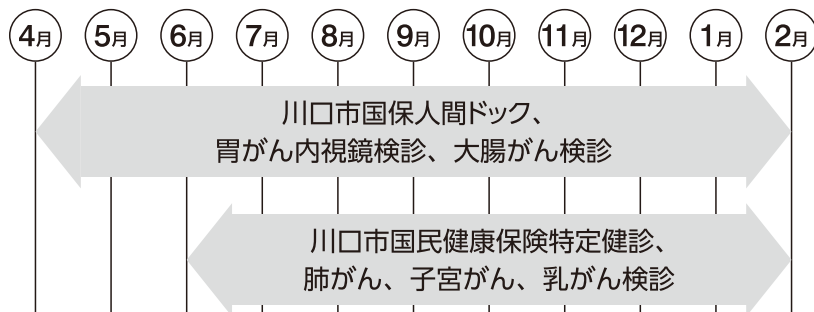 4月 5月 6月 7月 8月 9月 10月 11月 12月 1月 2月
川口市国保人間ドック、
胃がん内視鏡検診、大腸がん検診
川口市国民健康保険特定健診、
肺がん、子宮がん、乳がん検診